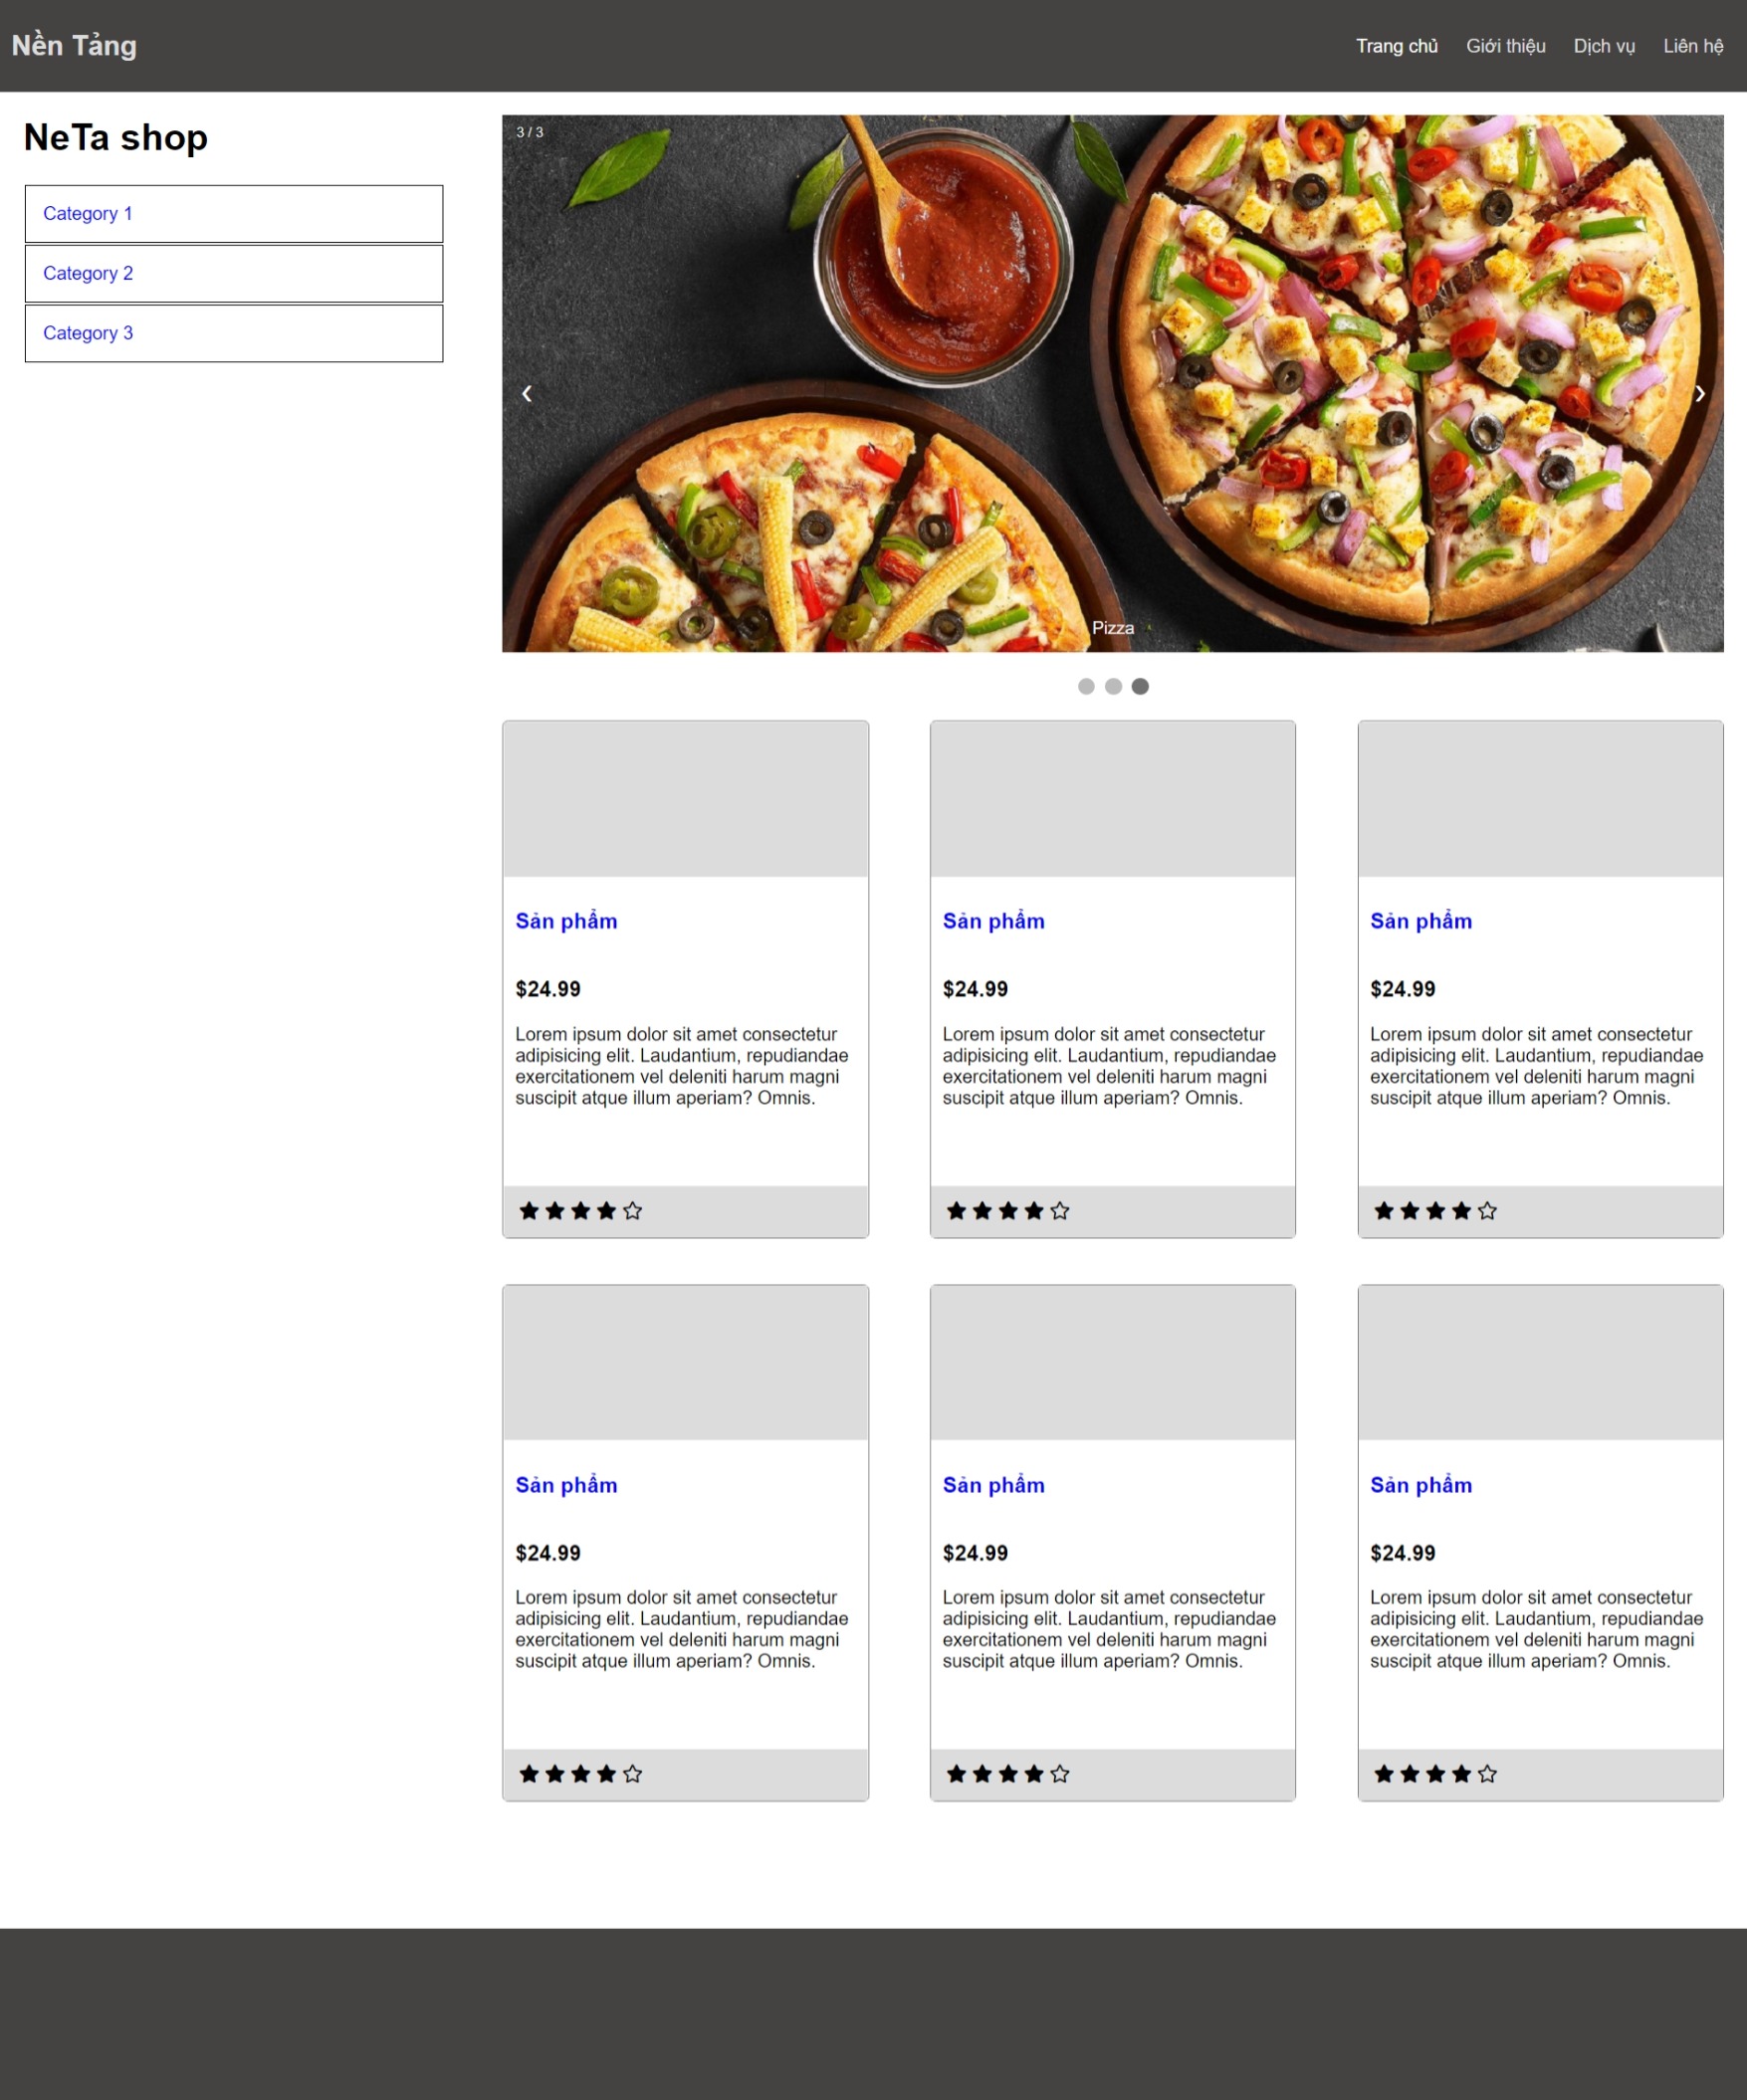 Nền Tảng
Trang chủ Giới thiệu Dịch vụ Liên hệ
NeTa shop
Category 1
Category 2
Category 3
3 / 3
❮ ❯
Pizza
Sản phẩm
$24.99
Lorem ipsum dolor sit amet consectetur
adipisicing elit. Laudantium, repudiandae
exercitationem vel deleniti harum magni
suscipit atque illum aperiam? Omnis.
Sản phẩm
$24.99
Lorem ipsum dolor sit amet consectetur
adipisicing elit. Laudantium, repudiandae
exercitationem vel deleniti harum magni
suscipit atque illum aperiam? Omnis.
Sản phẩm
$24.99
Lorem ipsum dolor sit amet consectetur
adipisicing elit. Laudantium, repudiandae
exercitationem vel deleniti harum magni
suscipit atque illum aperiam? Omnis.
Sản phẩm
$24.99
Lorem ipsum dolor sit amet consectetur
adipisicing elit. Laudantium, repudiandae
exercitationem vel deleniti harum magni
suscipit atque illum aperiam? Omnis.
Sản phẩm
$24.99
Lorem ipsum dolor sit amet consectetur
adipisicing elit. Laudantium, repudiandae
exercitationem vel deleniti harum magni
suscipit atque illum aperiam? Omnis.
Sản phẩm
$24.99
Lorem ipsum dolor sit amet consectetur
adipisicing elit. Laudantium, repudiandae
exercitationem vel deleniti harum magni
suscipit atque illum aperiam? Omnis.